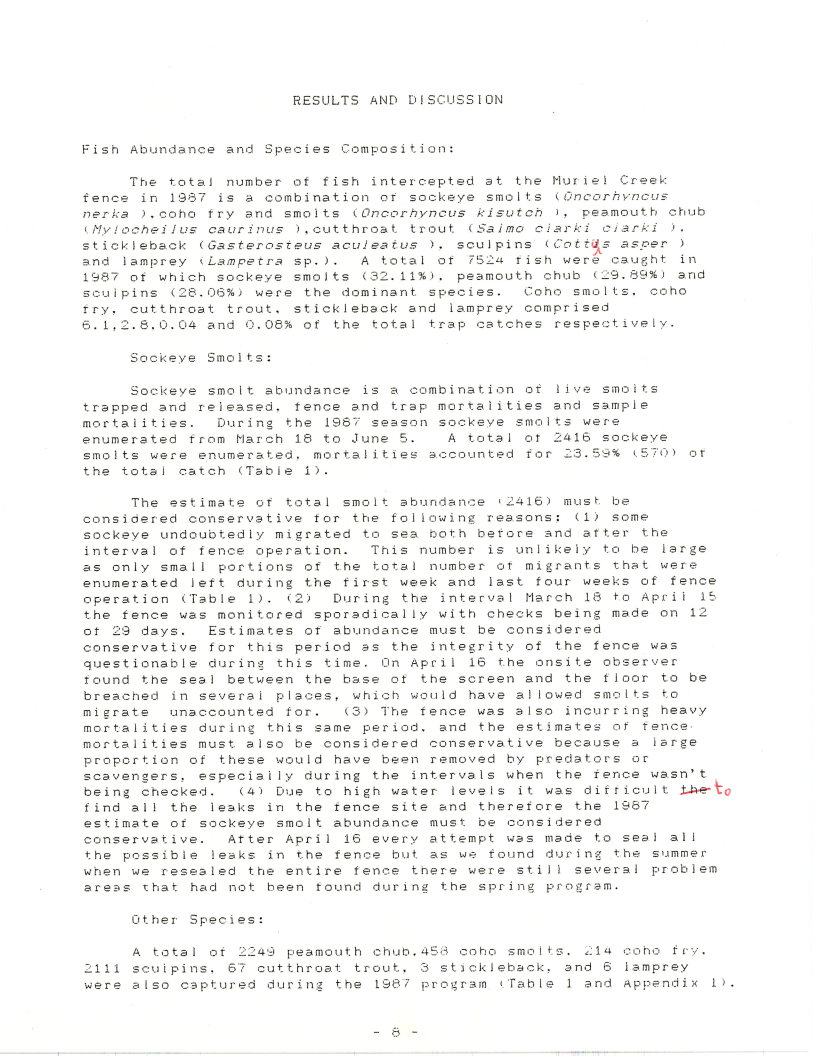 RESULTS AND DISCUSSION
Fish Abundance and Species Composition:
The total number of fish intercepted at the Muriel Creek
fence in 1987 is a combination of sockeye smolts (Oncorhyncus
nerka ),coho fry and smolts (Oncorhyncus kisutch ), peamouth chub
(Mylocheilus caurinus ),cutthroat trout (Salmo clarki clarki ),
stickleback (Gasterosteus aculeatus ), sculpins (Cottus asper )
and lamprey (Lampetra sp.). A total of 7524 fish were caught in
1987 of which sockeye smolts (32.11%), peamouth chub (29.89%) and
sculpins (28.06%) were the dominant species. Coho smolts, coho
fry, cutthroat trout, stickleback and lamprey comprised
6.1,2.8,0.04 and 0.08% of the total trap catches respectively.
Sockeye Smolts:
Sockeye smolt abundance is a combination of live smolts
trapped and released, fence and trap mortalities and sample
mortalities. During the 1987 season sockeye smolts were
enumerated from March 18 to June 5. A total of 2416 sockeye
smolts were enumerated, mortalities accounted for 23.59% (570) of
the total catch (Table 1).
The estimate of total smolt abundance (2416) must be
considered conservative for the following reasons; (1) some
sockeye undoubtedly migrated to sea both before and after the
interval of fence operation. This number is unlikely to be large
as only small portions of the total number of migrants that were
enumerated left during the first week and last four weeks of fence
operation (Table 1). (2) During the interval March 18 to April 15
the fence was monitored sporadically with checks being made on 12
of 29 days. Estimates of abundance must be considered
conservative for this period as the integrity of the fence was
questionable during this time. On April 16 the onsite observer
found the seal between the base of the screen and the floor to be
breached in several places, which would have allowed smolts to
migrate unaccounted for. (3) The fence was also incurring heavy
mortalities during this same period, and the estimates of fence
mortalities must also be considered conservative because a large
proportion of these would have been removed by predators or
scavengers, especially during the intervals when the fence wasn't
being checked. (4) Due to high water levels it was difficult the to
find all the leaks in the fence site and therefore the 1987
estimate of sockeye smolt abundance must be considered
conservative. After April 16 every attempt was made to seal all
the possible leaks in the fence but as we found during the summer
when we resealed the entire fence there were still several problem
areas that had not been found during the spring program.
Other Species:
A total of 2249 peamouth chub,458 coho smolts, 214 coho fry,
2111 sculpins, 67 cutthroat trout, 3 stickleback, and 6 lamprey
were also captured during the 1987 program (Table 1 and Appendix 1).
- 8 -